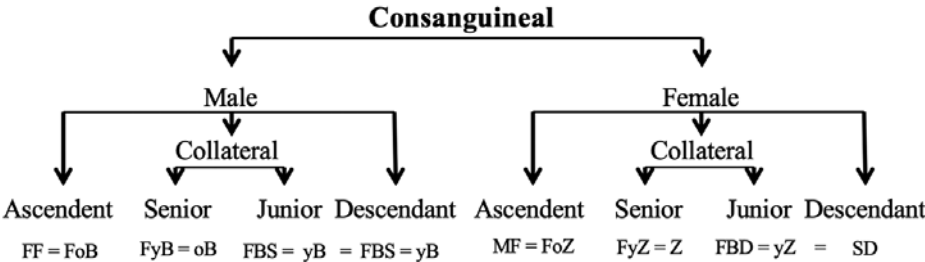 Consanguineal
Male Female
Collateral Collateral
Ascendent Senior Junior Descendant Ascendent Senior Junior Descendant
FF = FoB FyB = oB FBS = yB = FBS = yB MF = FoZ FyZ = Z FBD = yZ = SD